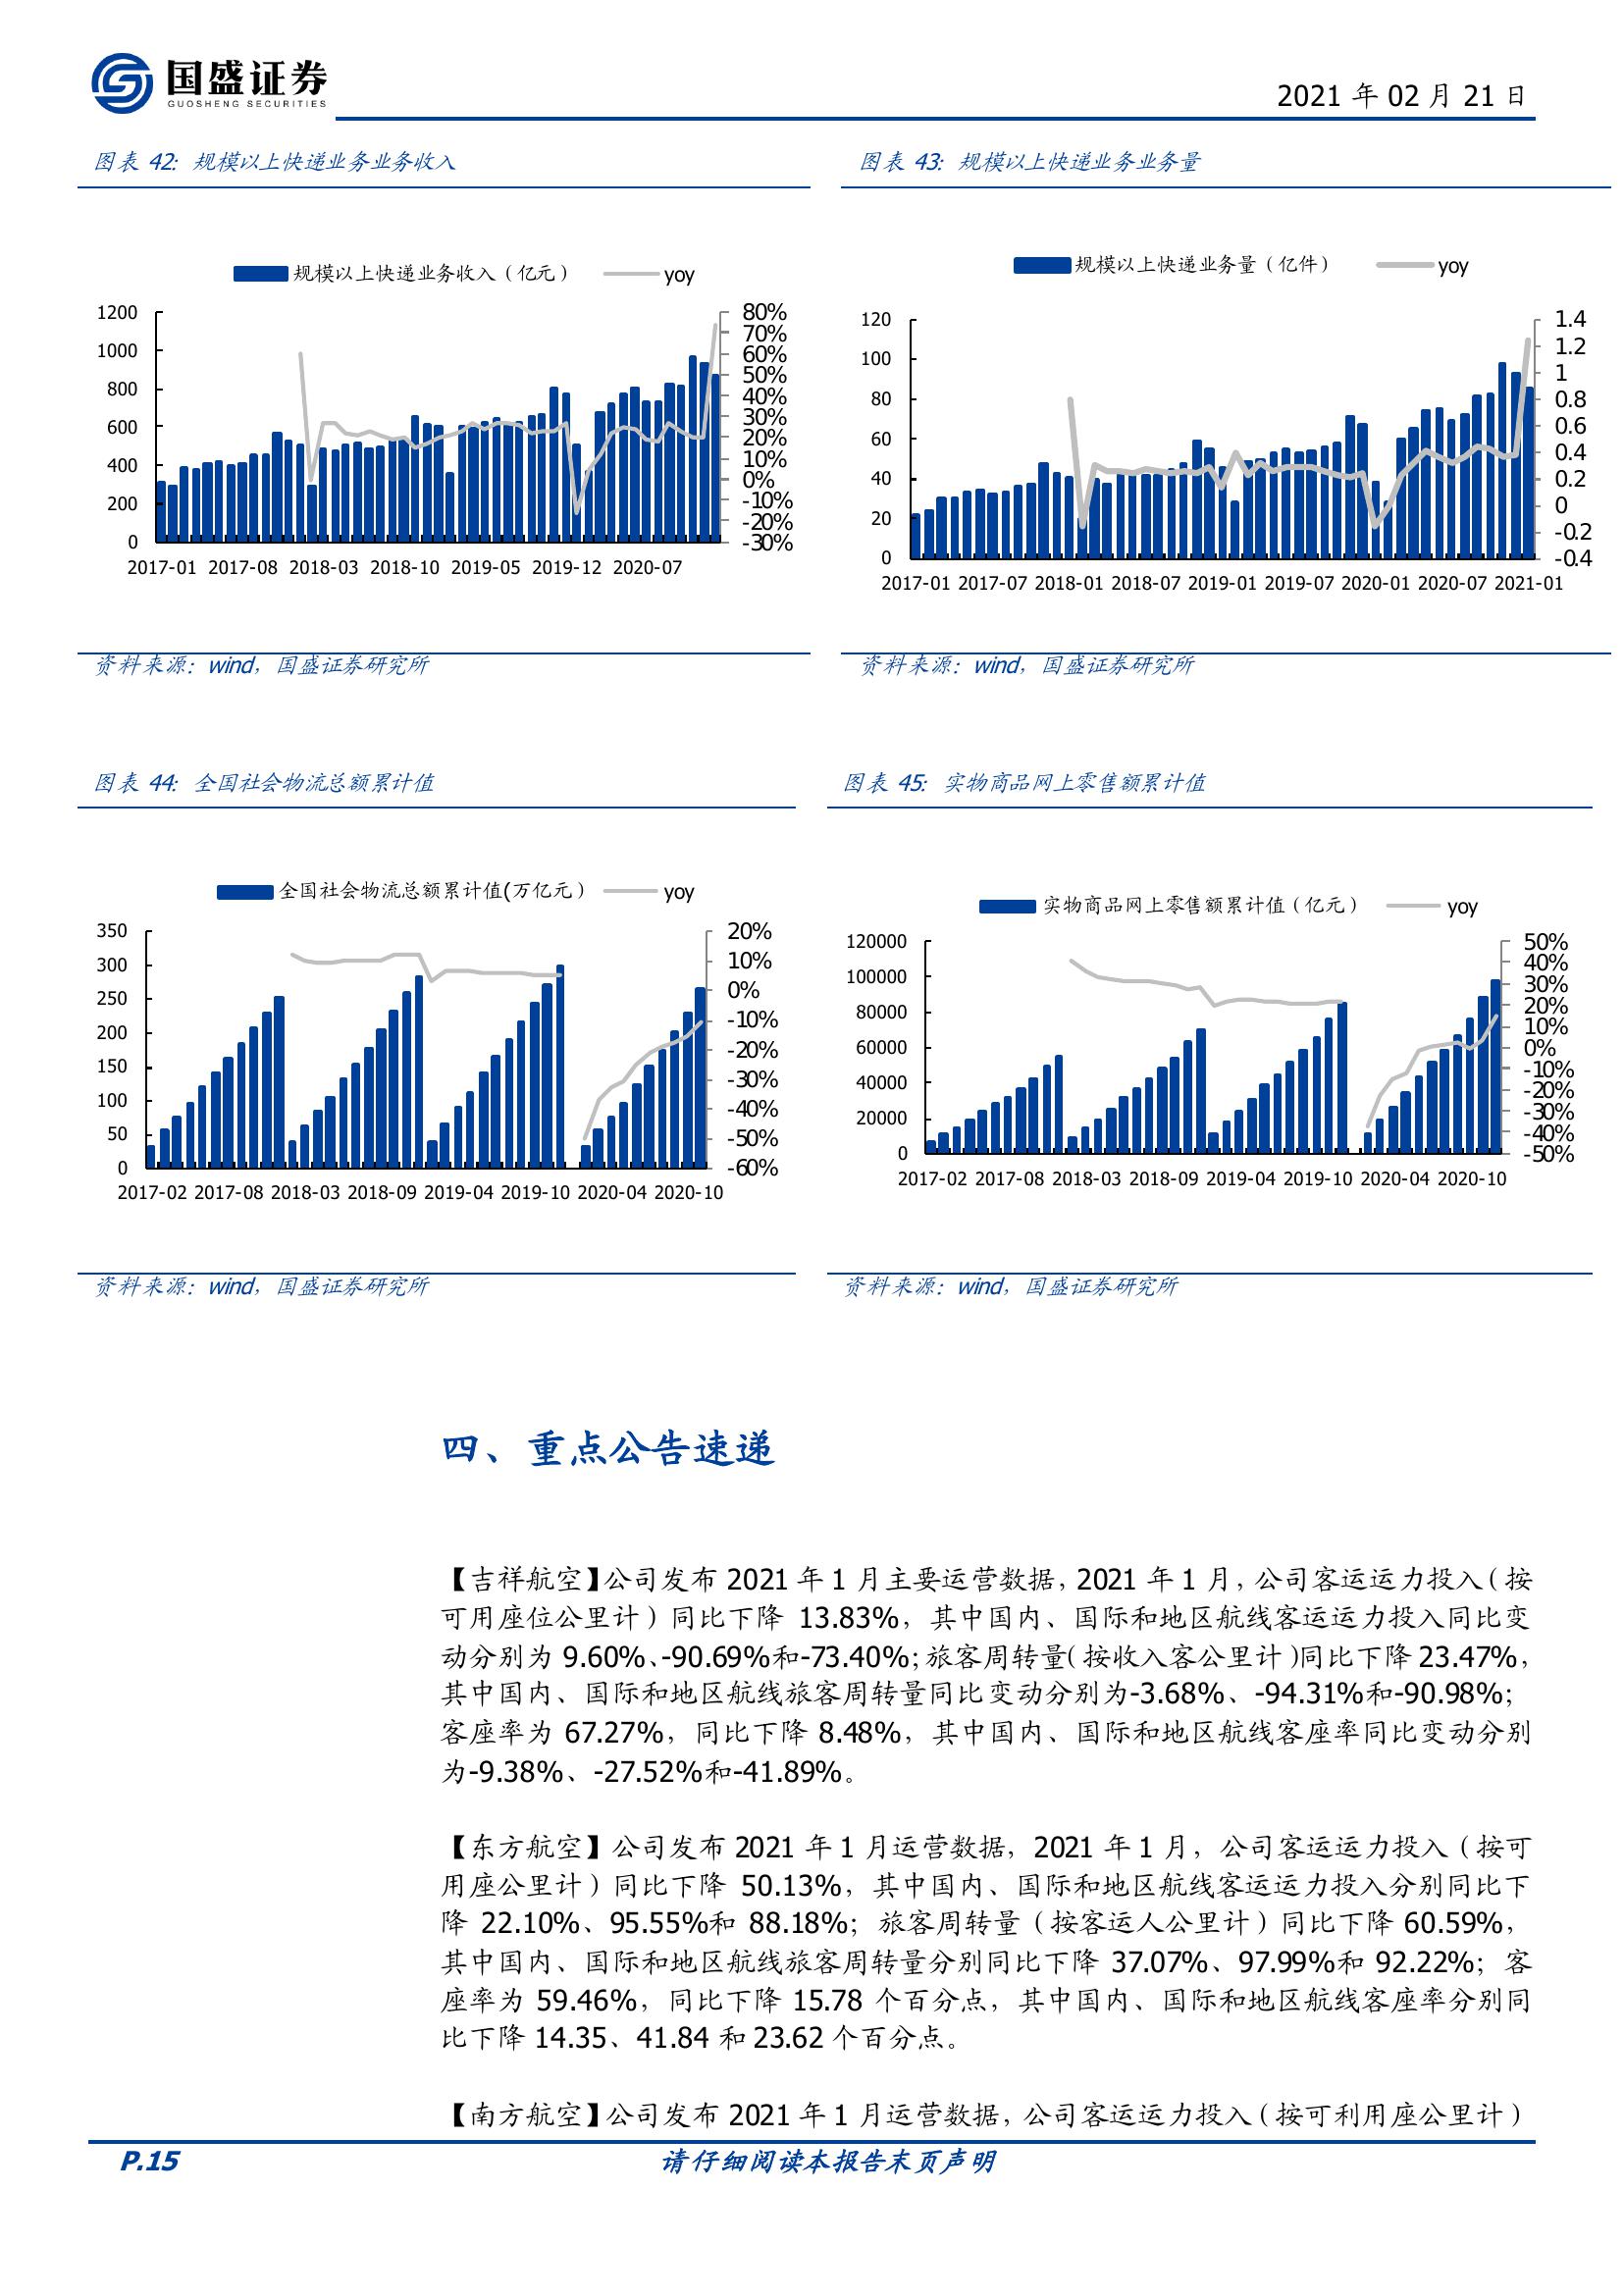 国盛证券
GUOSHENG SECURITIES
2021 年 02 月 21 日
图表 42: 规模以上快递业务业务收入
规模以上快递业务收入（亿元）
yoy
1200
1000
800
600
400
200
0
80%
70%
60%
50%
40%
30%
20%
10%
0%
-10%
-20%
-30%
2017-01 2017-08 2018-03 2018-10 2019-05 2019-12 2020-07
资料来源：wind，国盛证券研究所
图表 43: 规模以上快递业务业务量
规模以上快递业务量（亿件）
yoy
120
100
80
60
40
20
0
1.4
1.2
1
0.8
0.6
0.4
0.2
0
-0.2
-0.4
2017-01 2017-07 2018-01 2018-07 2019-01 2019-07 2020-01 2020-07 2021-01
资料来源：wind，国盛证券研究所
图表 44: 全国社会物流总额累计值
全国社会物流总额累计值(万亿元）
yoy
350
300
250
200
150
100
50
0
20%
10%
0%
-10%
-20%
-30%
-40%
-50%
-60%
2017-02 2017-08 2018-03 2018-09 2019-04 2019-10 2020-04 2020-10
资料来源：wind，国盛证券研究所
图表 45: 实物商品网上零售额累计值
实物商品网上零售额累计值（亿元）
yoy
120000
100000
80000
60000
40000
20000
0
50%
40%
30%
20%
10%
0%
-10%
-20%
-30%
-40%
-50%
2017-02 2017-08 2018-03 2018-09 2019-04 2019-10 2020-04 2020-10
资料来源：wind，国盛证券研究所
四、重点公告速递
【吉祥航空】公司发布 2021 年 1 月主要运营数据，2021 年 1 月，公司客运运力投入（按
可用座位公里计）同比下降 13.83%，其中国内、国际和地区航线客运运力投入同比变
动分别为 9.60%、-90.69%和-73.40%；旅客周转量（按收入客公里计）同比下降 23.47%，
其中国内、国际和地区航线旅客周转量同比变动分别为-3.68%、-94.31%和-90.98%；
客座率为 67.27%，同比下降 8.48%，其中国内、国际和地区航线客座率同比变动分别
为-9.38%、-27.52%和-41.89%。
【东方航空】公司发布 2021 年 1 月运营数据，2021 年 1 月，公司客运运力投入（按可
用座公里计）同比下降 50.13%，其中国内、国际和地区航线客运运力投入分别同比下
降 22.10%、95.55%和 88.18%；旅客周转量（按客运人公里计）同比下降 60.59%，
其中国内、国际和地区航线旅客周转量分别同比下降 37.07%、97.99%和 92.22%；客
座率为 59.46%，同比下降 15.78 个百分点，其中国内、国际和地区航线客座率分别同
比下降 14.35、41.84 和 23.62 个百分点。
【南方航空】公司发布 2021 年 1 月运营数据，公司客运运力投入（按可利用座公里计）
P.15
请仔细阅读本报告末页声明